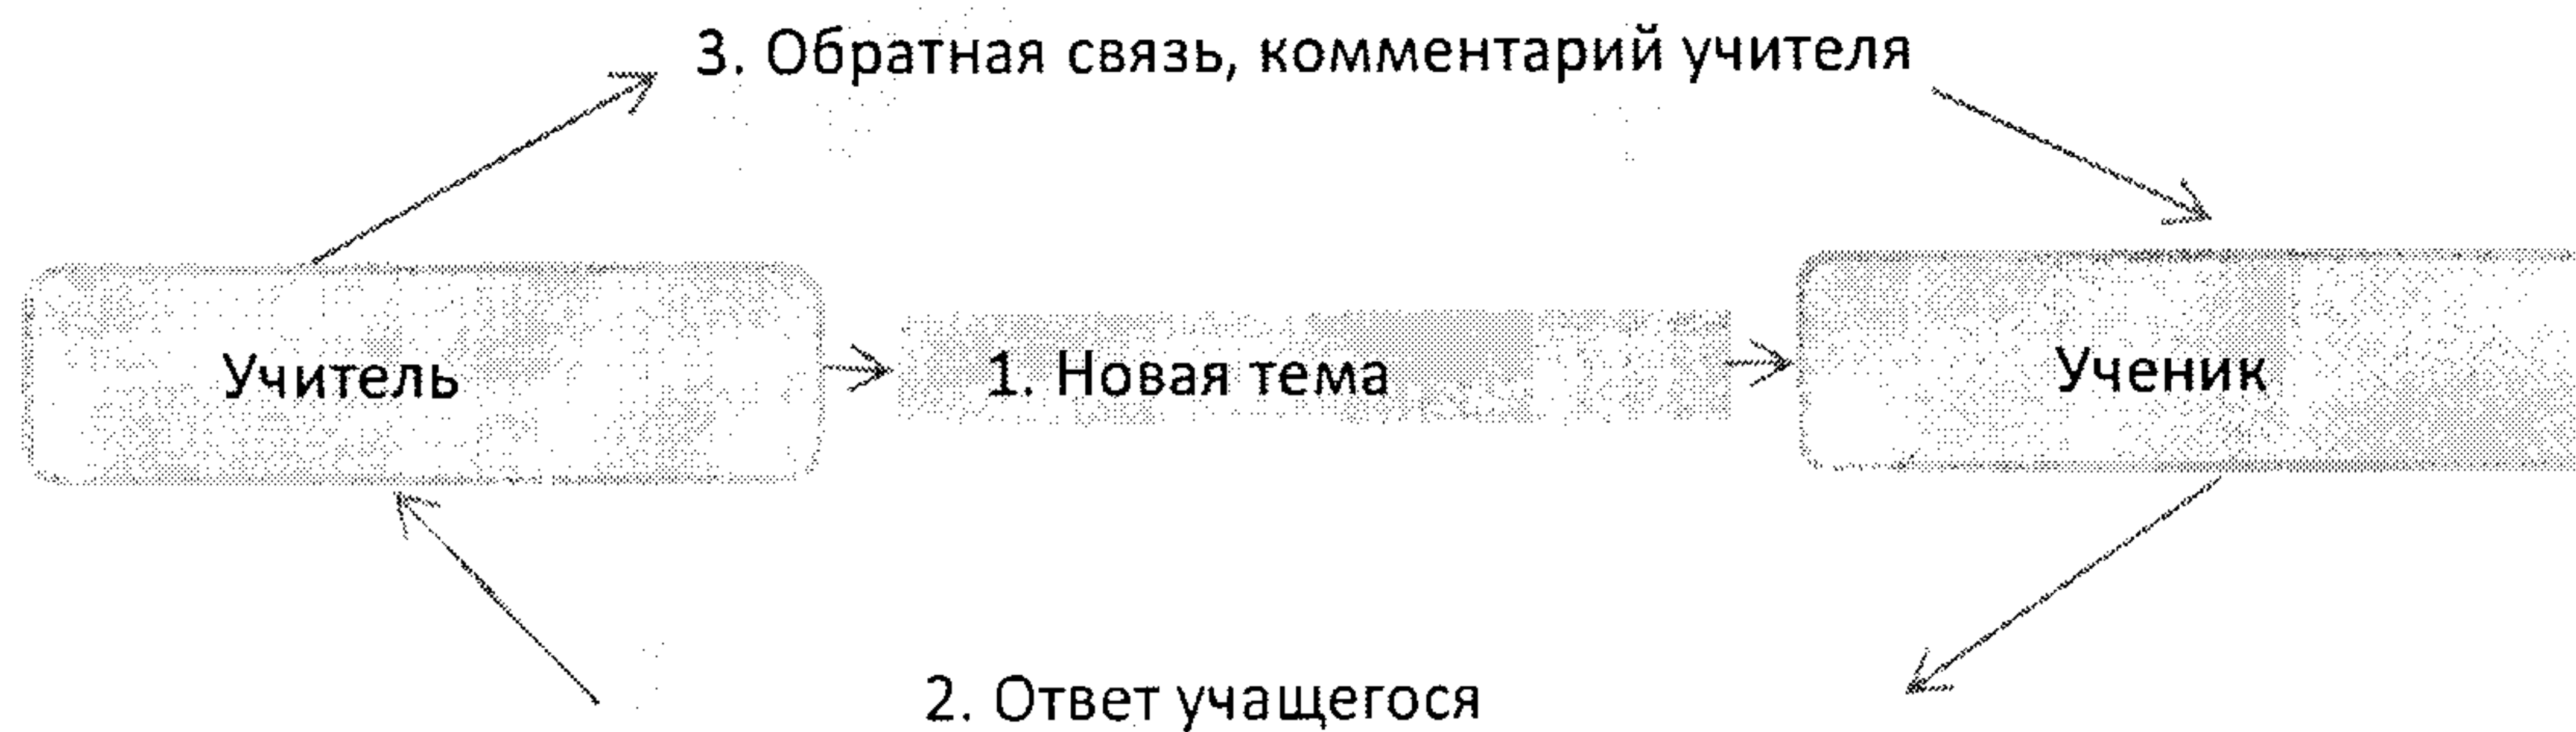 3. Обратная связь, комментарий учителя
Учитель
1. Новая тема
Ученик
2. Ответ учащегося